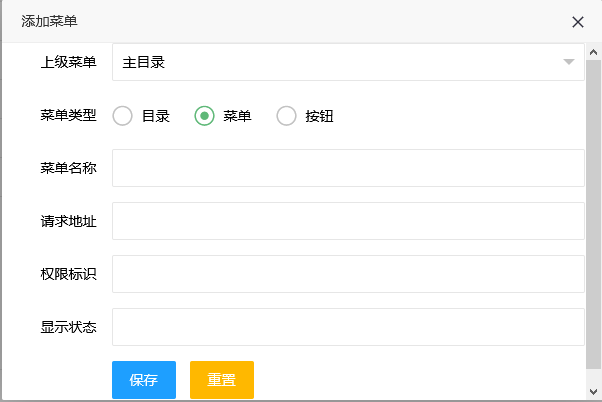 添加菜单
上级菜单 主目录
菜单类型 目录 菜单 按钮
菜单名称
请求地址
权限标识
显示状态
保存 重置